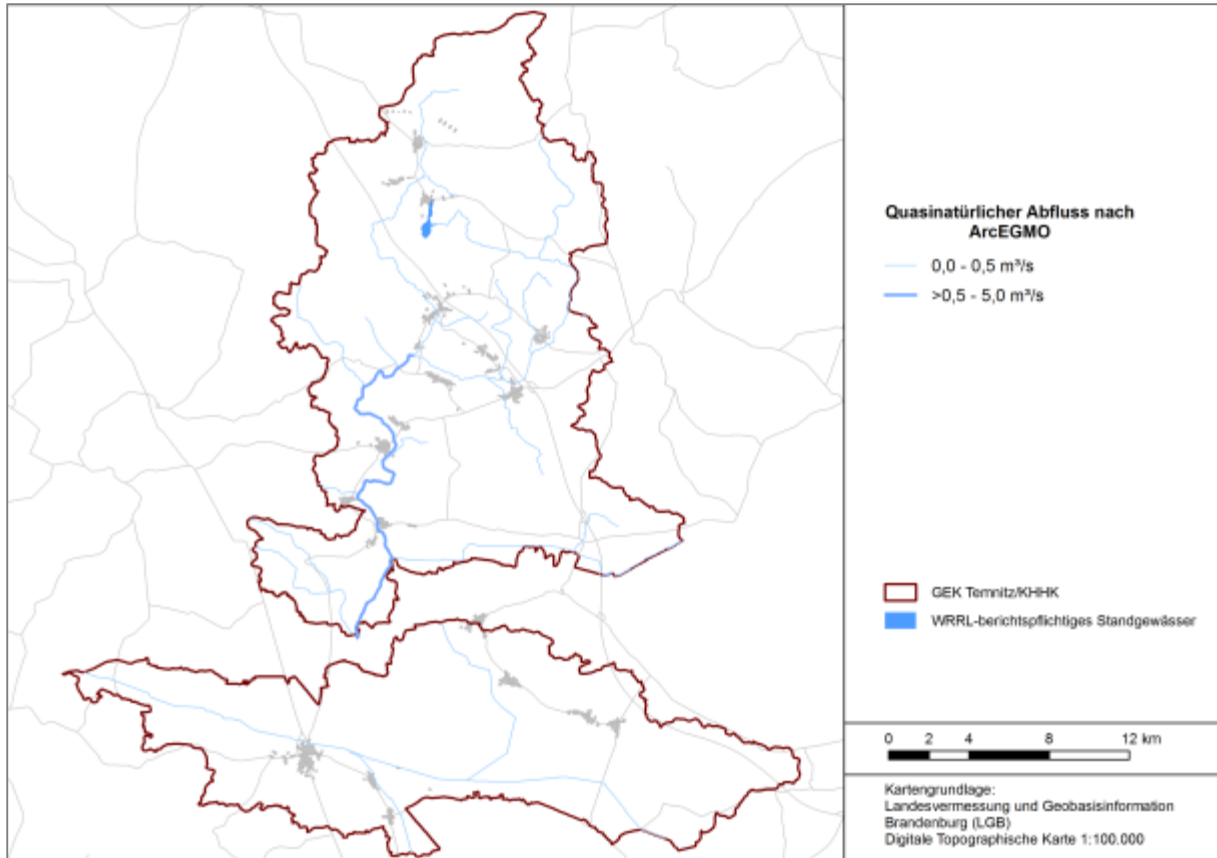 Quasinatürlicher Abfluss nach
ArcEGMO
0,0 - 0,5 m³/s
>0,5 - 5,0 m³/s
GEK Temnitz/KHHK
WRRL-berichtspflichtiges Standgewässer
0 2 4 8 12 km
Kartengrundlage:
Landesvermessung und Geobasisinformation
Brandenburg (LGB)
Digitale Topographische Karte 1:100.000